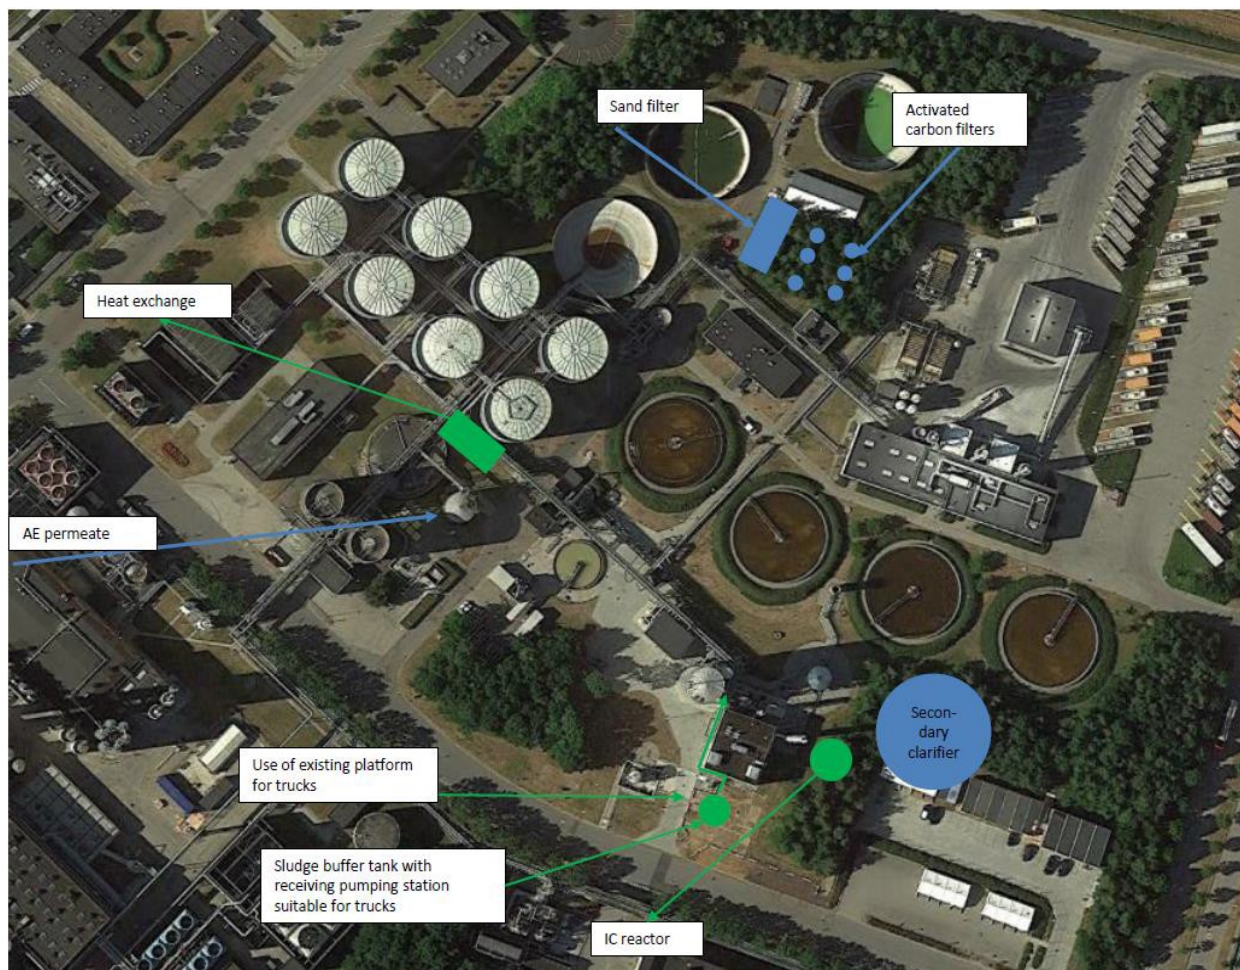 Sand filter
Activated
carbon filters
Heat exchange
AE permeate
Secon-
dary
clarifier
Use of existing platform
for trucks
Sludge buffer tank with
receiving pumping station
suitable for trucks
IC reactor